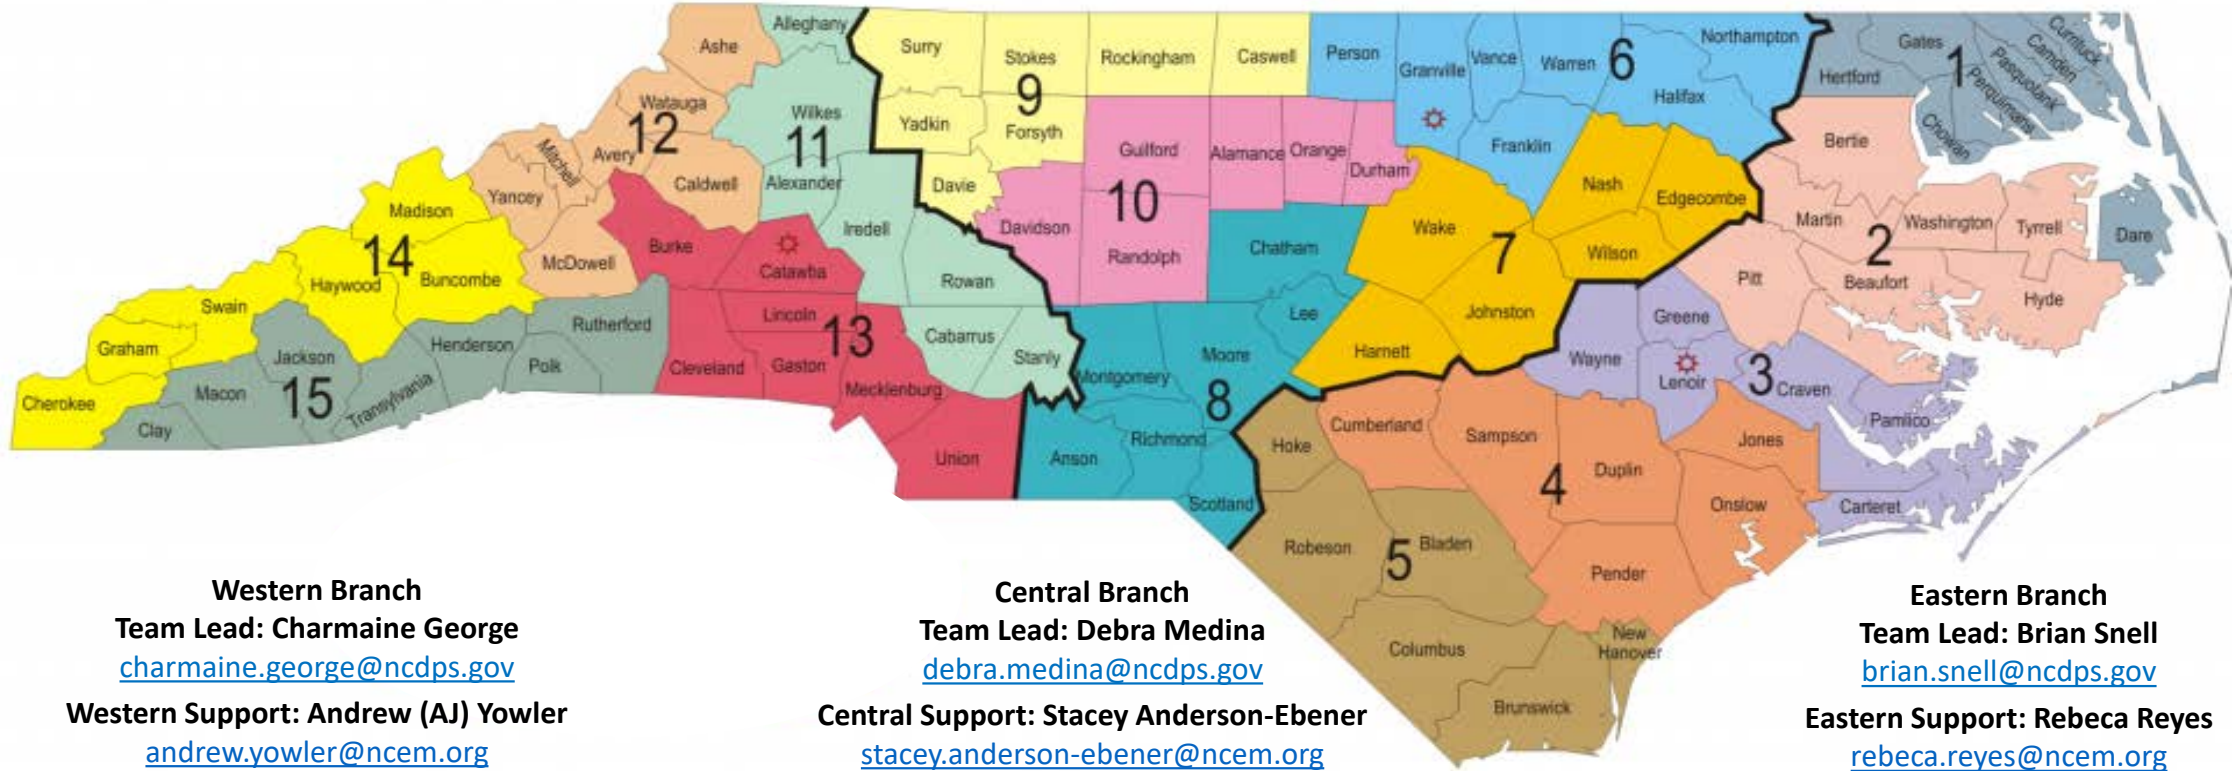 Ashe
Alleghany
Surry
Stokes
Rockingham
Caswell
Person
Granville
Vance
Warren
6
Northampton
Gates
1
Currituck
Camden
Pasquotank
Perquimans
Hertford
Chowan
Halifax
Watauga
12
Wilkes
11
9
Yadkin
Forsyth
Franklin
Bertie
Mitchell
Avery
Caldwell
Alexander
Davie
Guilford
Alamance
Orange
Durham
Nash
Edgecombe
Yancey
Madison
14
Burke
Iredell
Davidson
10
Randolph
Chatham
Wake
7
Wilson
Martin
2
Washington
Tyrrell
Dare
McDowell
Catawba
Rowan
Pitt
Beaufort
Hyde
Haywood
Buncombe
Swain
Lincoln
13
Lee
Johnston
Greene
Rutherford
Graham
Jackson
Henderson
Polk
Cleveland
Gaston
Cabarrus
Stanly
Moore
Harnett
Wayne
Lenoir
3
Craven
Cherokee
Macon
15
Transylvania
Mecklenburg
Montgomery
8
Pamlico
Clay
Union
Anson
Richmond
Hoke
Cumberland
Sampson
Duplin
Jones
Scotland
4
Onslow
Carteret
Robeson
5
Bladen
Pender
Columbus
New
Hanover
Brunswick
Western Branch
Team Lead: Charmaine George
charmaine.george@ncdps.gov
Western Support: Andrew (AJ) Yowler
andrew.yowler@ncem.org
Central Branch
Team Lead: Debra Medina
debra.medina@ncdps.gov
Central Support: Stacey Anderson-Ebener
stacey.anderson-ebener@ncem.org
Eastern Branch
Team Lead: Brian Snell
brian.snell@ncdps.gov
Eastern Support: Rebeca Reyes
rebeca.reyes@ncem.org